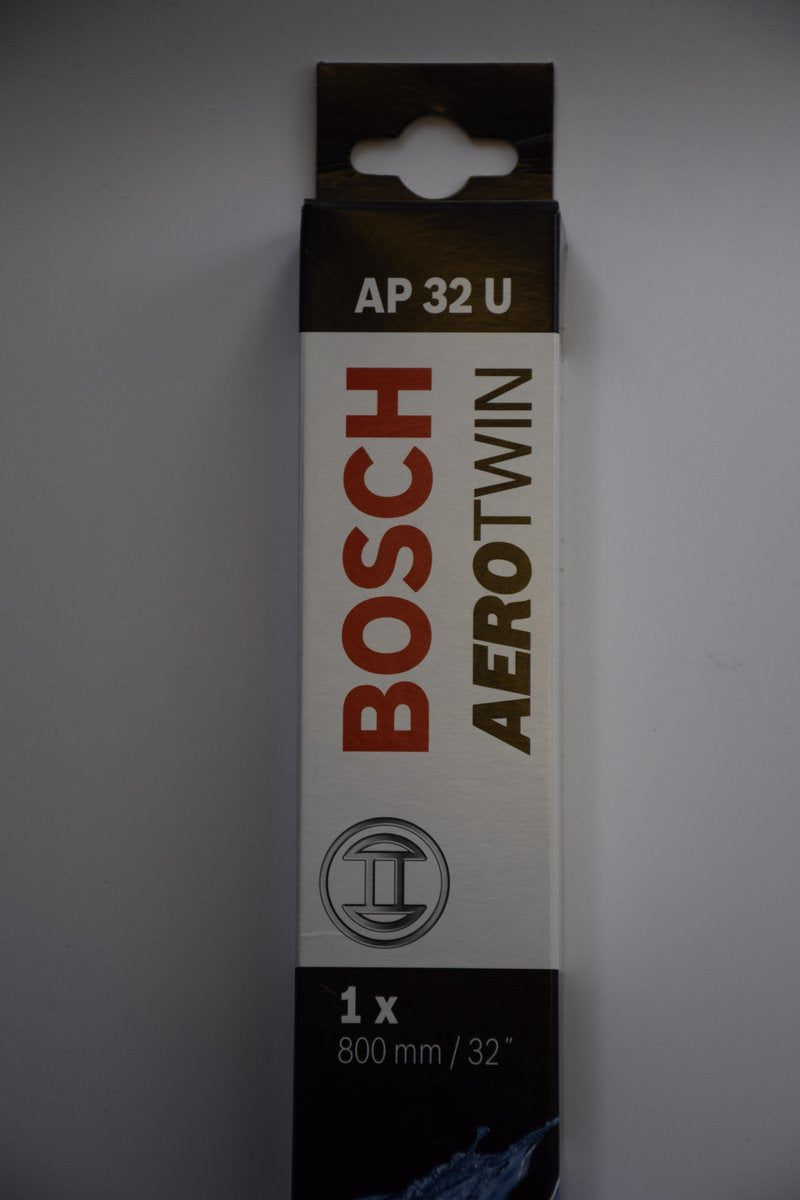 AP 32 U
BOSCH
AEROTWIN
1 x
800 mm / 32"